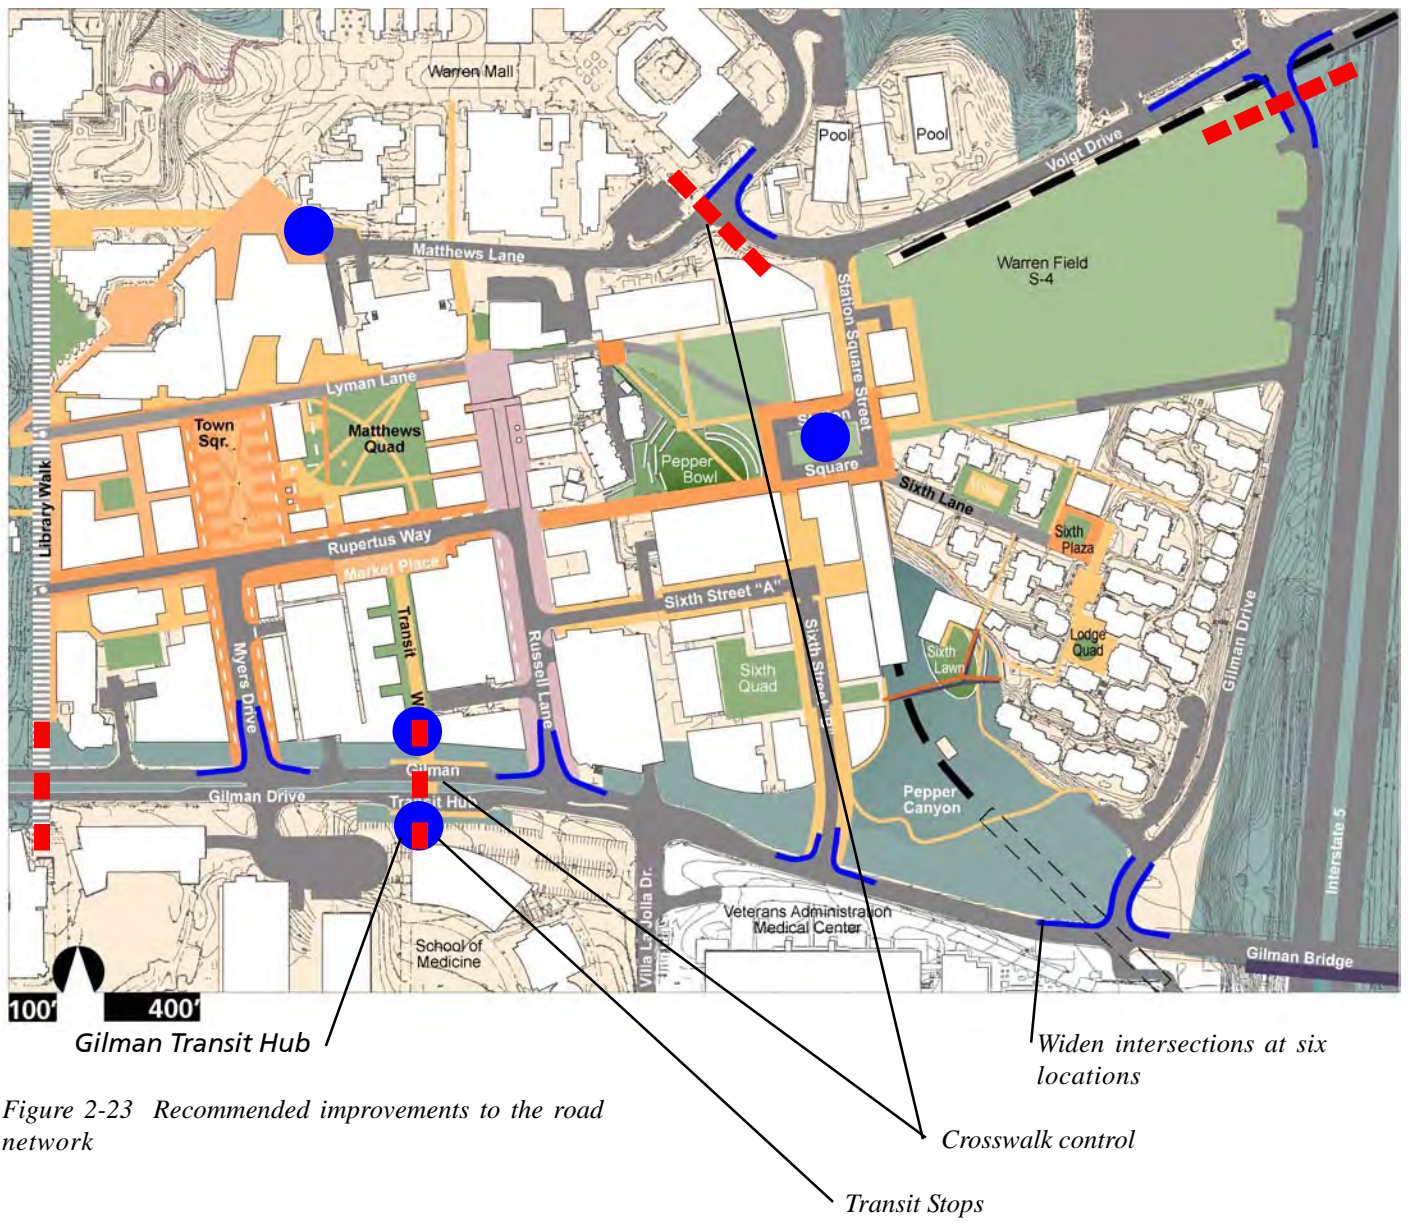 Warren Mall
Pool
Pool
Voigt Drive
Matthews Lane
Warren Field
S-4
Station Square Street
Lyman Lane
Town
Sqr.
Matthews
Quad
Pepper
Bowl
Square
Library Walk
Sixth Lane
Sixth
Plaza
Rupertus Way
Market Place
Sixth Street "A"
Transit
W
Myers Drive
Russell Lane
Sixth
Quad
Sixth
Lawn
Lodge
Quad
Gilman Drive
Gilman
Transit Hub
Gilman Drive
Pepper
Canyon
Interstate 5
Villa La Jolla Dr.
Veterans Administration
Medical Center
School of
Medicine
Gilman Bridge
100'
400'
Gilman Transit Hub
Widen intersections at six
locations
Figure 2-23 Recommended improvements to the road
network
Crosswalk control
Transit Stops